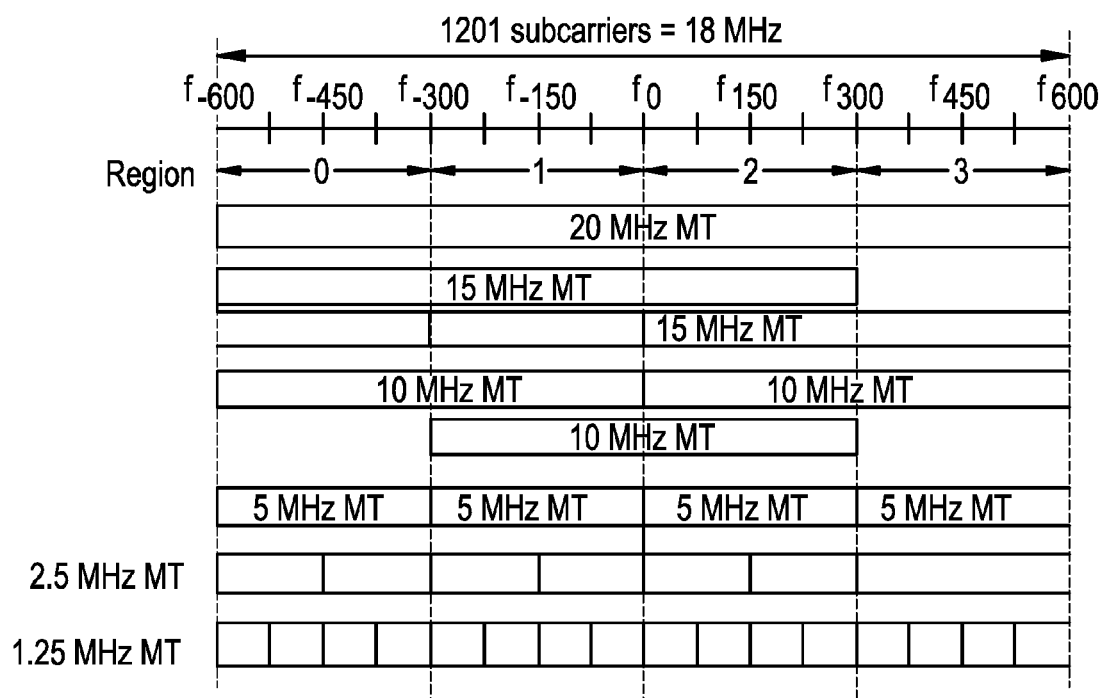 1201 subcarriers = 18 MHz
f-600 f-450 f-300 f-150 f0 f150 f300 f450 f600
Region 0 1 2 3
20 MHz MT
15 MHz MT
15 MHz MT
10 MHz MT 10 MHz MT
10 MHz MT
5 MHz MT 5 MHz MT 5 MHz MT 5 MHz MT
2.5 MHz MT
1.25 MHz MT